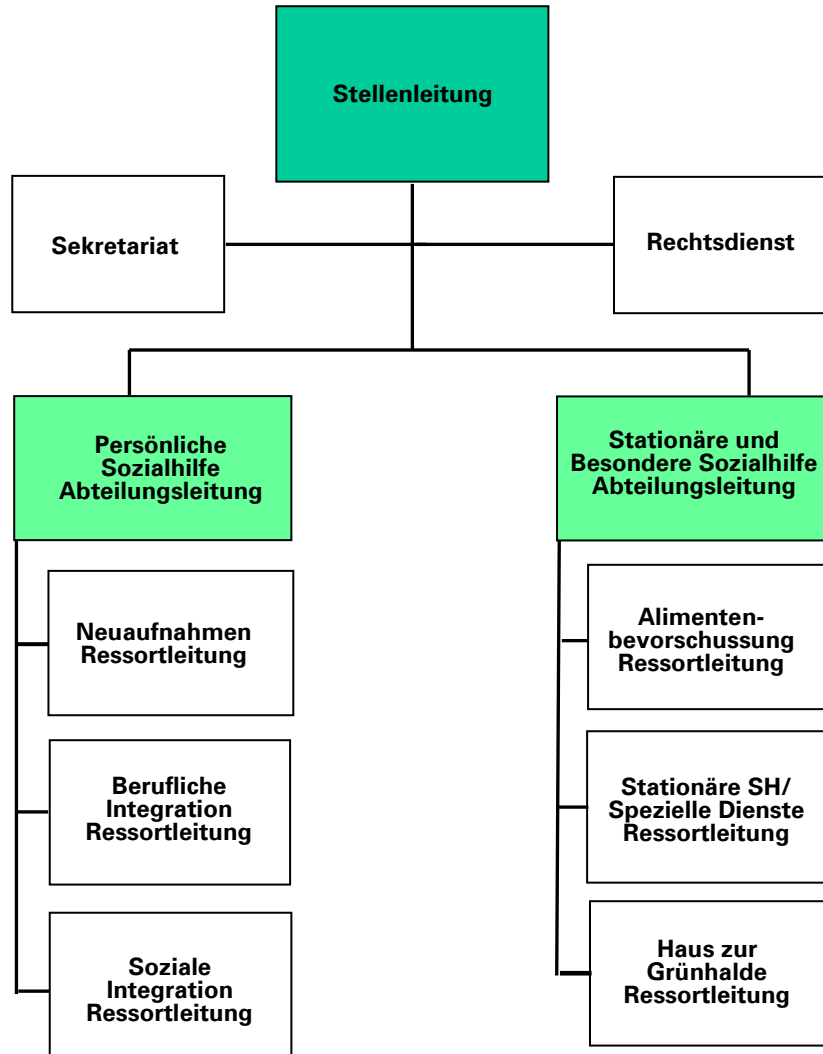 Stellenleitung
Sekretariat
Rechtsdienst
Persönliche
Sozialhilfe
Abteilungsleitung
Neuaufnahmen
Ressortleitung
Berufliche
Integration
Ressortleitung
Soziale
Integration
Ressortleitung
Stationäre und
Besondere Sozialhilfe
Abteilungsleitung
Alimenten-
bevorschussung
Ressortleitung
Stationäre SH/
Spezielle Dienste
Ressortleitung
Haus zur
Grünhalde
Ressortleitung